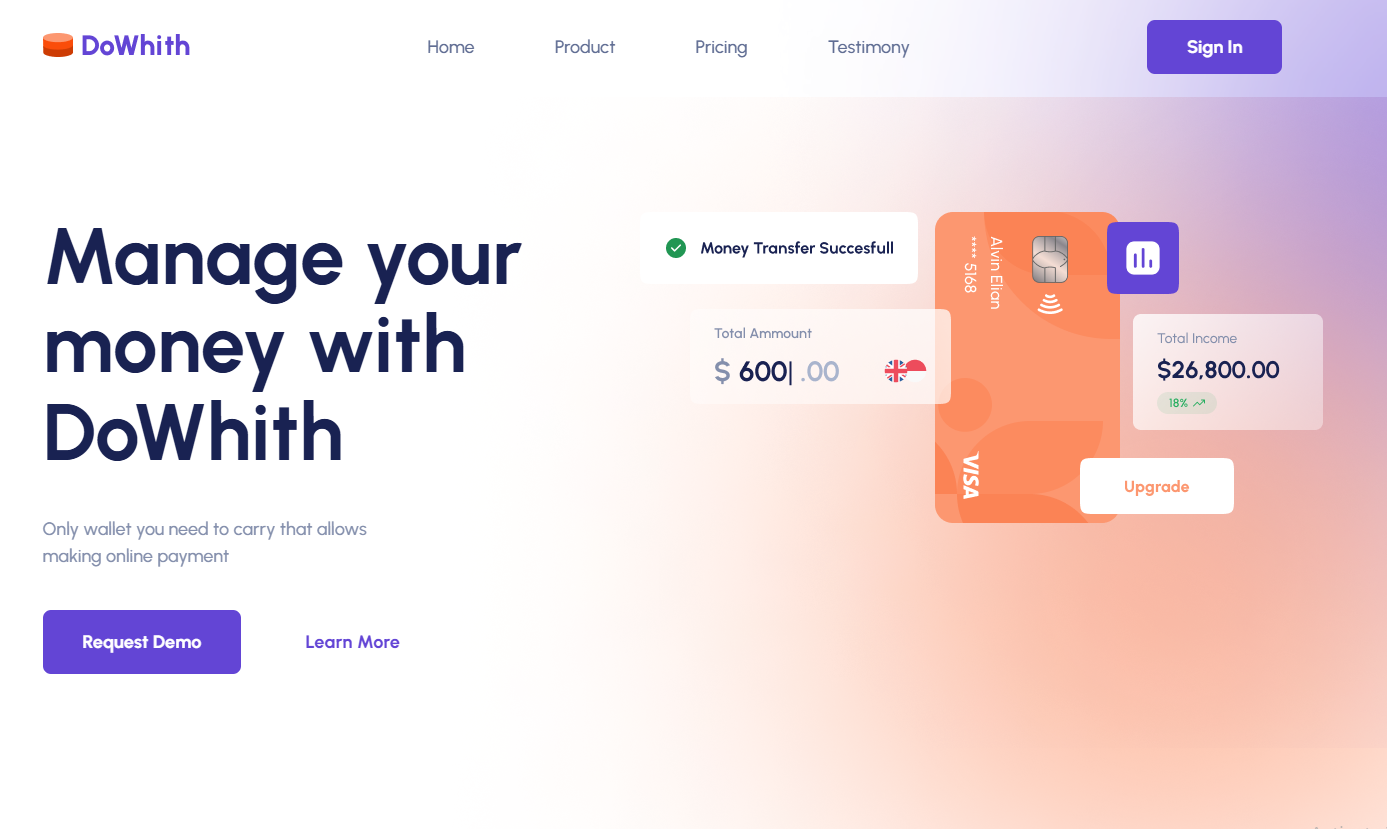 DoWhith
Home
Product
Pricing
Testimony
Sign In
Manage your
money with
DoWhith
Only wallet you need to carry that allows
making online payment
Request Demo
Learn More
Money Transfer Succesfull
Total Ammount
$ 600| .00
Alvin Elian
**** 5168
VISA
Total Income
$26,800.00
18%
Upgrade